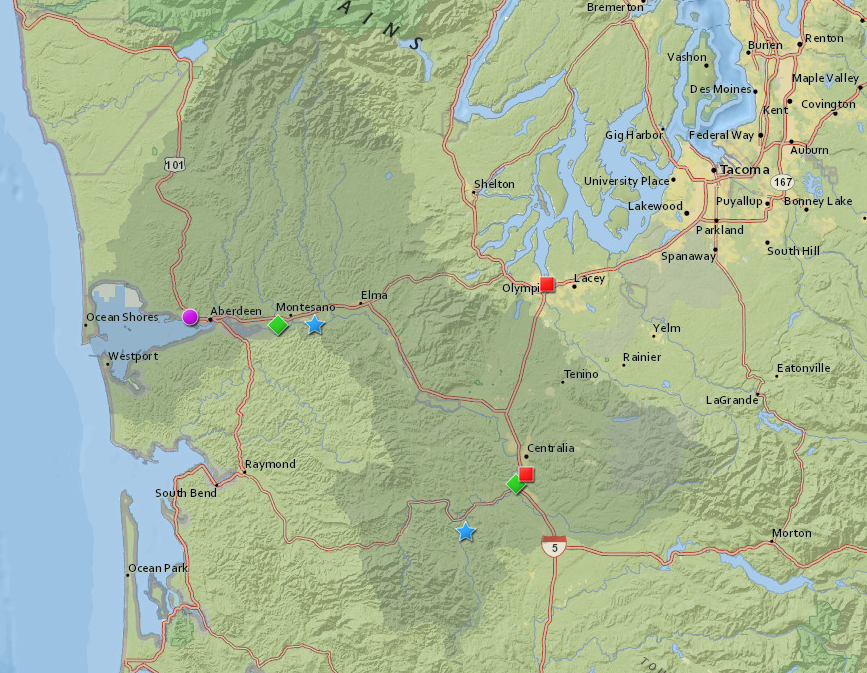 Bremerton
A I N S
Burien
Renton
Vashon
Maple Valley
Des Moines
Kent
Covington
Gig Harbor
Federal Way
Auburn
101
Tacoma
Shelton
University Place
167
Lakewood
Puyallup
Bonney Lake
Parkland
Spanaway
South Hill
Olympi
Lacey
Elma
Montesano
Aberdeen
Ocean Shores
Yelm
Westport
Rainier
Tenino
Eatonville
LaGrande
Centralia
Raymond
South Bend
5
Morton
Ocean Park
TOU